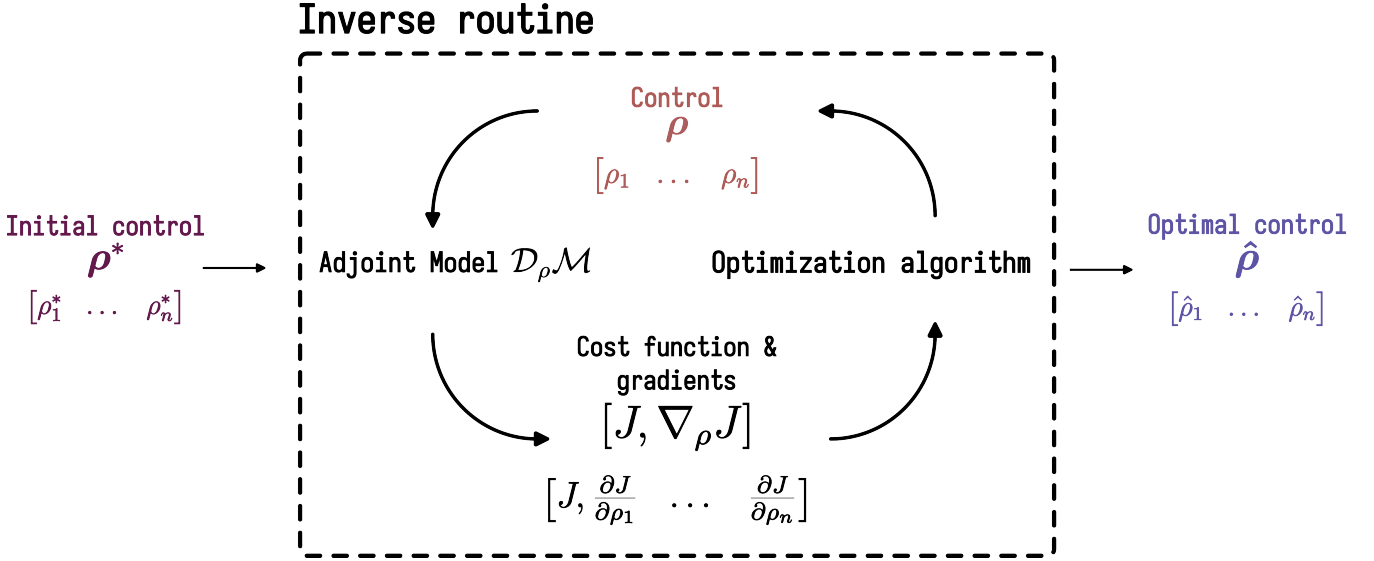 Inverse routine
Initial control
ρ*
[ρ₁* ... ρₙ*]
Control
ρ
[ρ₁ ... ρₙ]
Adjoint Model 𝒟ᵨℳ
Optimization algorithm
Cost function &
gradients
[J, ∇ᵨJ]
[J, ∂J/∂ρ₁ ... ∂J/∂ρₙ]
Optimal control
ρ̂
[ρ̂₁ ... ρ̂ₙ]